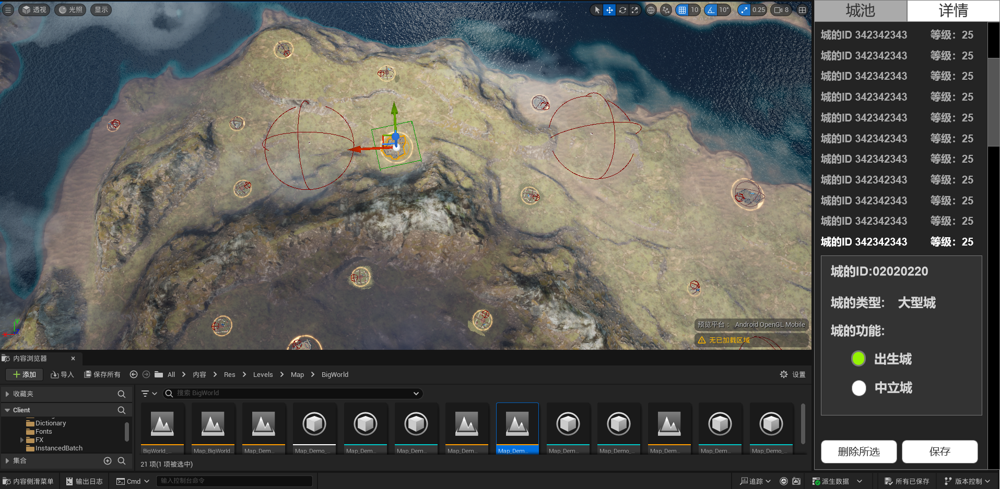 透视 光照 显示 10 10° 0.25 8
城池 详情
城的ID 342342343 等级：25
城的ID 342342343 等级：25
城的ID 342342343 等级：25
城的ID 342342343 等级：25
城的ID 342342343 等级：25
城的ID 342342343 等级：25
城的ID 342342343 等级：25
城的ID 342342343 等级：25
城的ID 342342343 等级：25
城的ID 342342343 等级：25
城的ID 342342343 等级：25
城的ID:02020220
城的类型: 大型城
城的功能:
出生城
中立城
删除所选 保存
Y
X Z
预览平台： Android OpenGL Mobile
无已加载区域
内容浏览器
添加 导入 保存所有 All 内容 Res Levels Map BigWorld 设置
收藏夹
搜索 BigWorld
Client
Dictionary
Fonts
FX
InstancedBatch
集合
BigWorld_... Map_BigWorld... Map_Dem... Map_Demo_... Map_Dem... Map_Dem... Map_Dem... Map_Dem... Map_Dem... Map_Demo_... Map_Dem... Map_Dem... Map_Demo_...
21 项(1 项被选中)
内容侧滑菜单 输出日志 Cmd 输入控制台命令 追踪 派生数据 所有已保存 版本控制